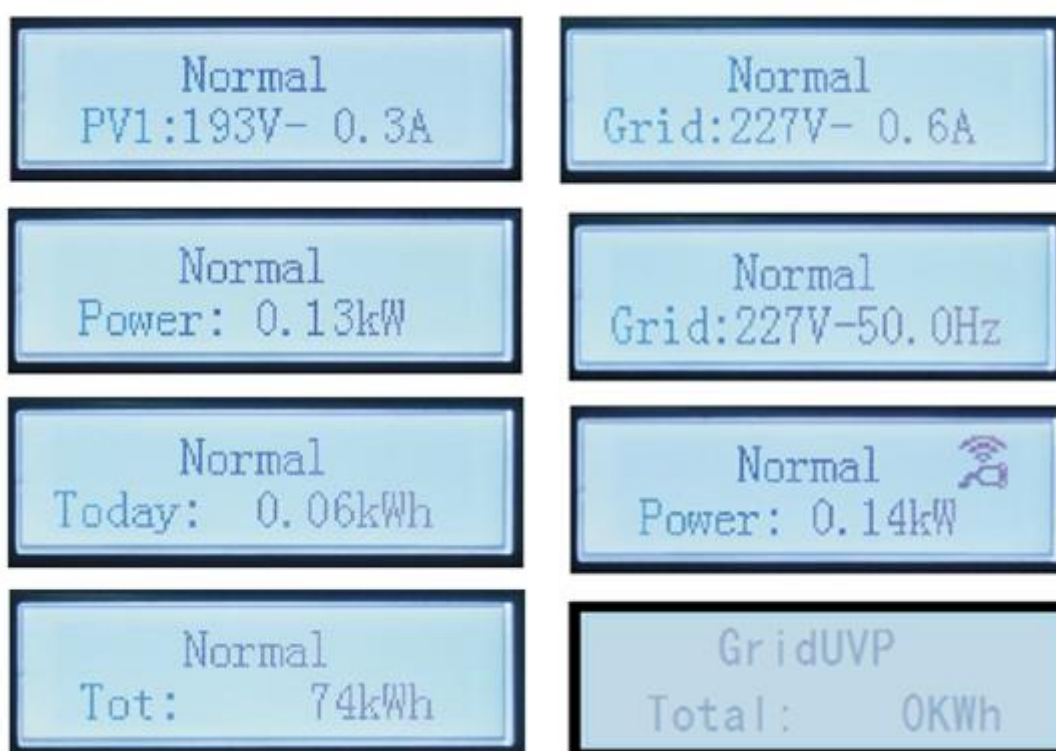 Normal
PV1:193V- 0.3A
Normal
Grid:227V- 0.6A
Normal
Power: 0.13kW
Normal
Grid:227V-50.0Hz
Normal
Today: 0.06kWh
Normal
Power: 0.14kW
Normal
Tot: 74kWh
GridUVP
Total: 0KWh